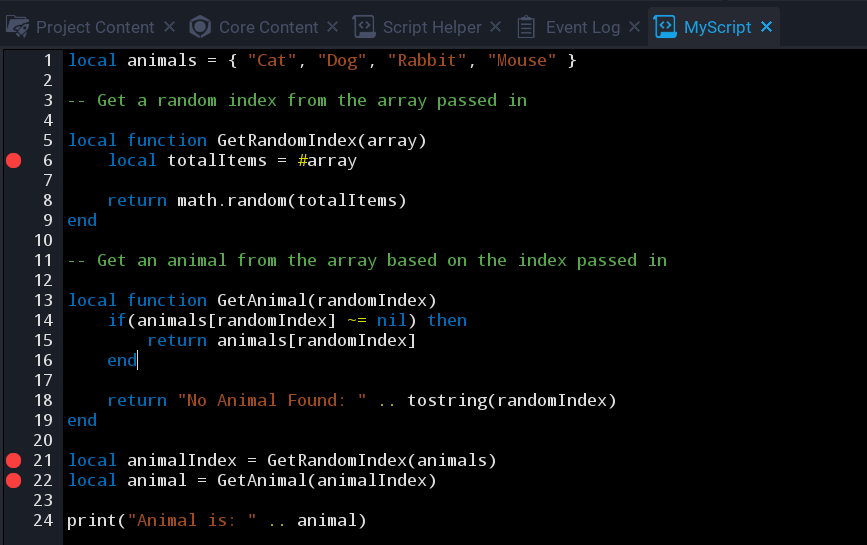 Project Content Core Content Script Helper Event Log MyScript
1 local animals = { "Cat", "Dog", "Rabbit", "Mouse" }
2
3 -- Get a random index from the array passed in
4
5 local function GetRandomIndex(array)
6     local totalItems = #array
7
8     return math.random(totalItems)
9 end
10
11 -- Get an animal from the array based on the index passed in
12
13 local function GetAnimal(randomIndex)
14     if(animals[randomIndex] ~= nil) then
15         return animals[randomIndex]
16     end
17
18     return "No Animal Found: " .. tostring(randomIndex)
19 end
20
21 local animalIndex = GetRandomIndex(animals)
22 local animal = GetAnimal(animalIndex)
23
24 print("Animal is: " .. animal)